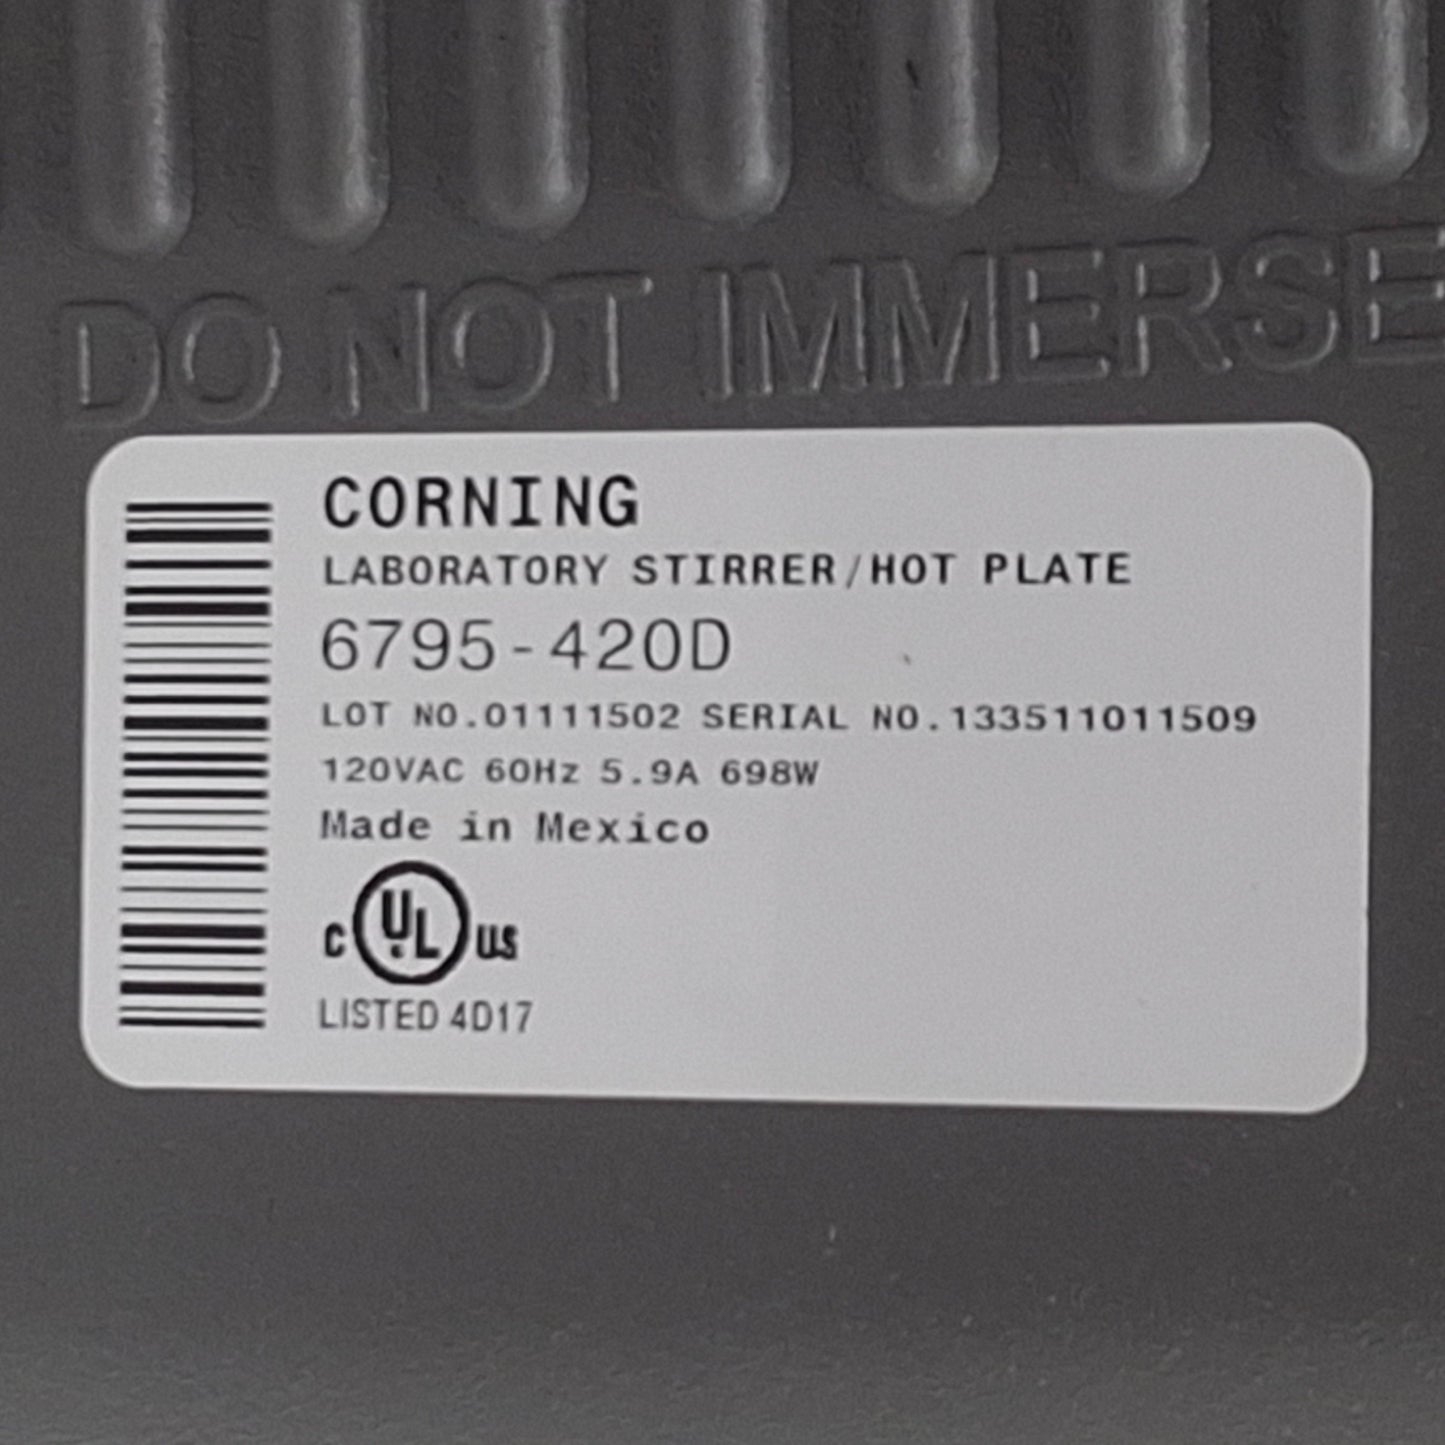 DO NOT IMMERSE
CORNING
LABORATORY STIRRER/HOT PLATE
6795-420D
LOT NO.01111502 SERIAL NO.133511011509
120VAC 60Hz 5.9A 698W
Made in Mexico
C UL US
LISTED 4D17